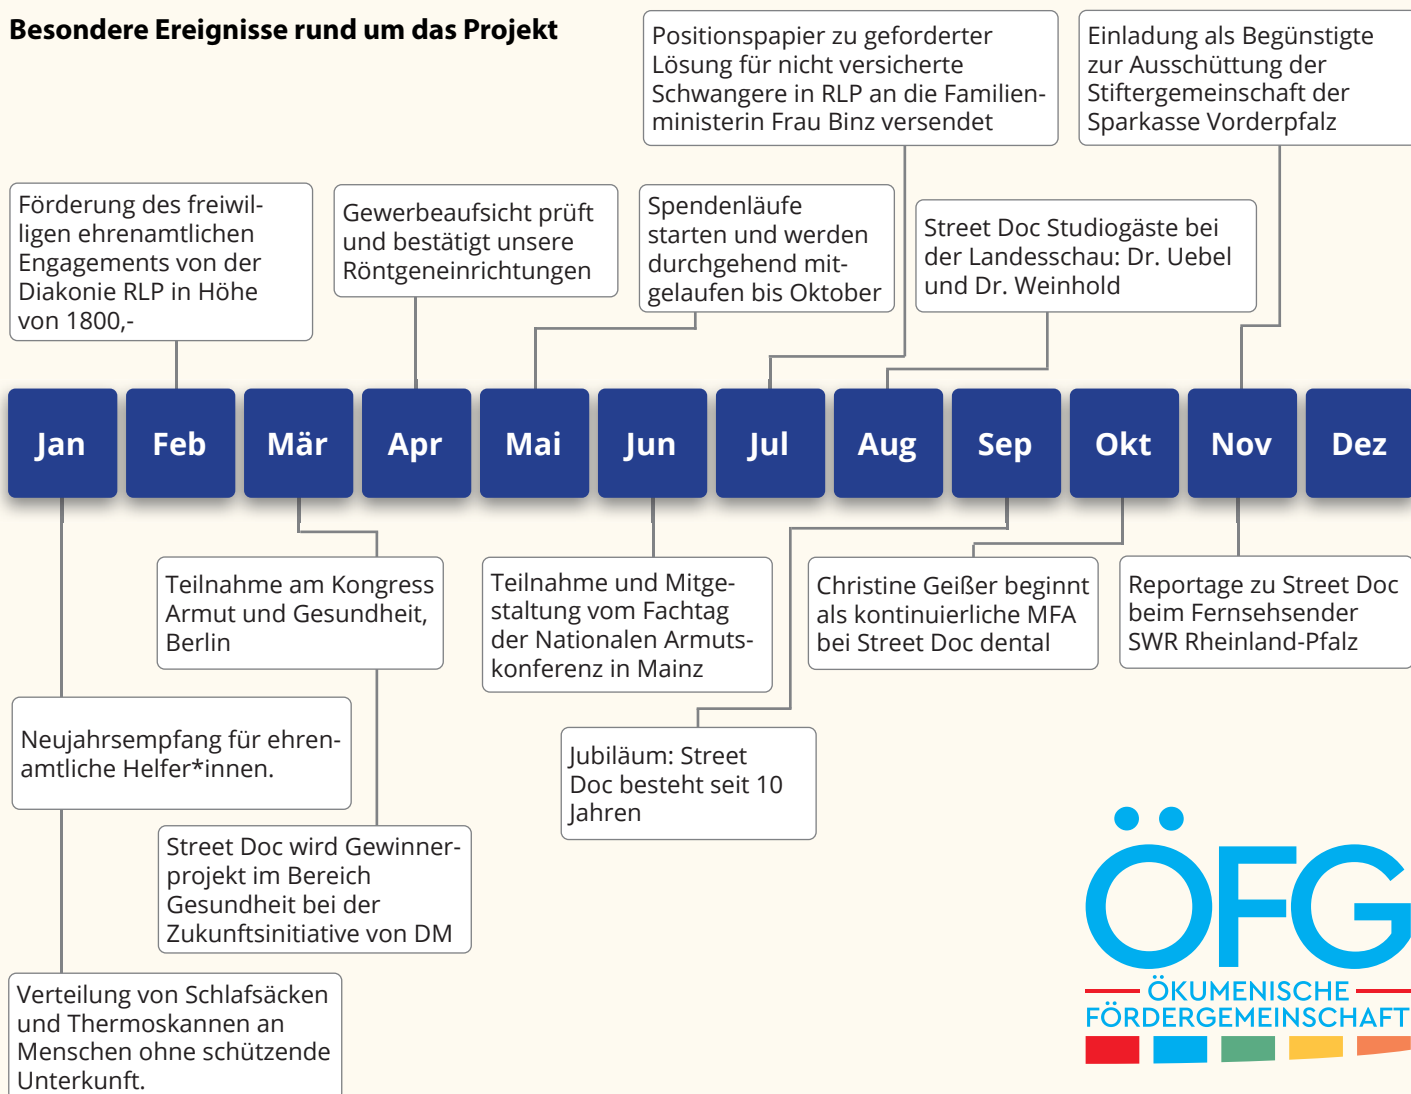 Besondere Ereignisse rund um das Projekt
Positionspapier zu geforderter
Lösung für nicht versicherte
Schwangere in RLP an die Familien-
ministerin Frau Binz versendet
Einladung als Begünstigte
zur Ausschüttung der
Stiftergemeinschaft der
Sparkasse Vorderpfalz
Förderung des freiwil-
ligen ehrenamtlichen
Engagements von der
Diakonie RLP in Höhe
von 1800,-
Gewerbeaufsicht prüft
und bestätigt unsere
Röntgeneinrichtungen
Spendenläufe
starten und werden
durchgehend mit-
gelaufen bis Oktober
Street Doc Studiogäste bei
der Landesschau: Dr. Uebel
und Dr. Weinhold
Jan
Feb
Mär
Apr
Mai
Jun
Jul
Aug
Sep
Okt
Nov
Dez
Teilnahme am Kongress
Armut und Gesundheit,
Berlin
Teilnahme und Mitge-
staltung vom Fachtag
der Nationalen Armuts-
konferenz in Mainz
Christine Geißer beginnt
als kontinuierliche MFA
bei Street Doc dental
Reportage zu Street Doc
beim Fernsehsender
SWR Rheinland-Pfalz
Neujahrsempfang für ehren-
amtliche Helfer*innen.
Jubiläum: Street
Doc besteht seit 10
Jahren
Street Doc wird Gewinner-
projekt im Bereich
Gesundheit bei der
Zukunftsinitiative von DM
Verteilung von Schlafsäcken
und Thermoskannen an
Menschen ohne schützende
Unterkunft.
ÖFG
ÖKUMENISCHE
FÖRDERGEMEINSCHAFT